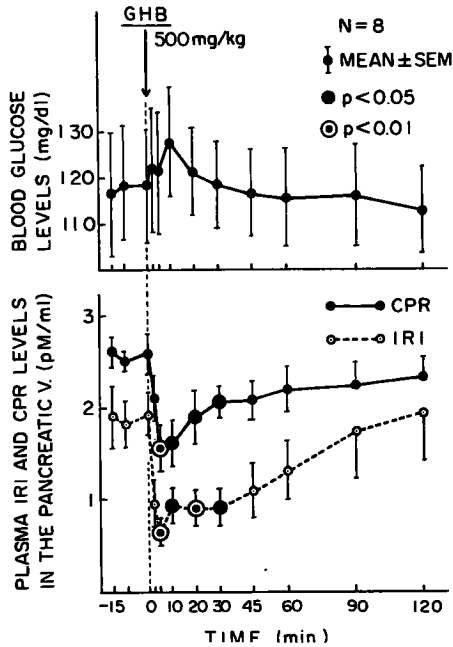 GHB
500mg/kg
N=8
MEAN±SEM
p<0.05
p<0.01
BLOOD GLUCOSE
LEVELS (mg/dl)
130
120
110
CPR
IRI
PLASMA IRI AND CPR LEVELS
IN THE PANCREATIC V. (pM/ml)
3
2
1
-15 0 10 20 30 45 60 90 120
TIME (min)